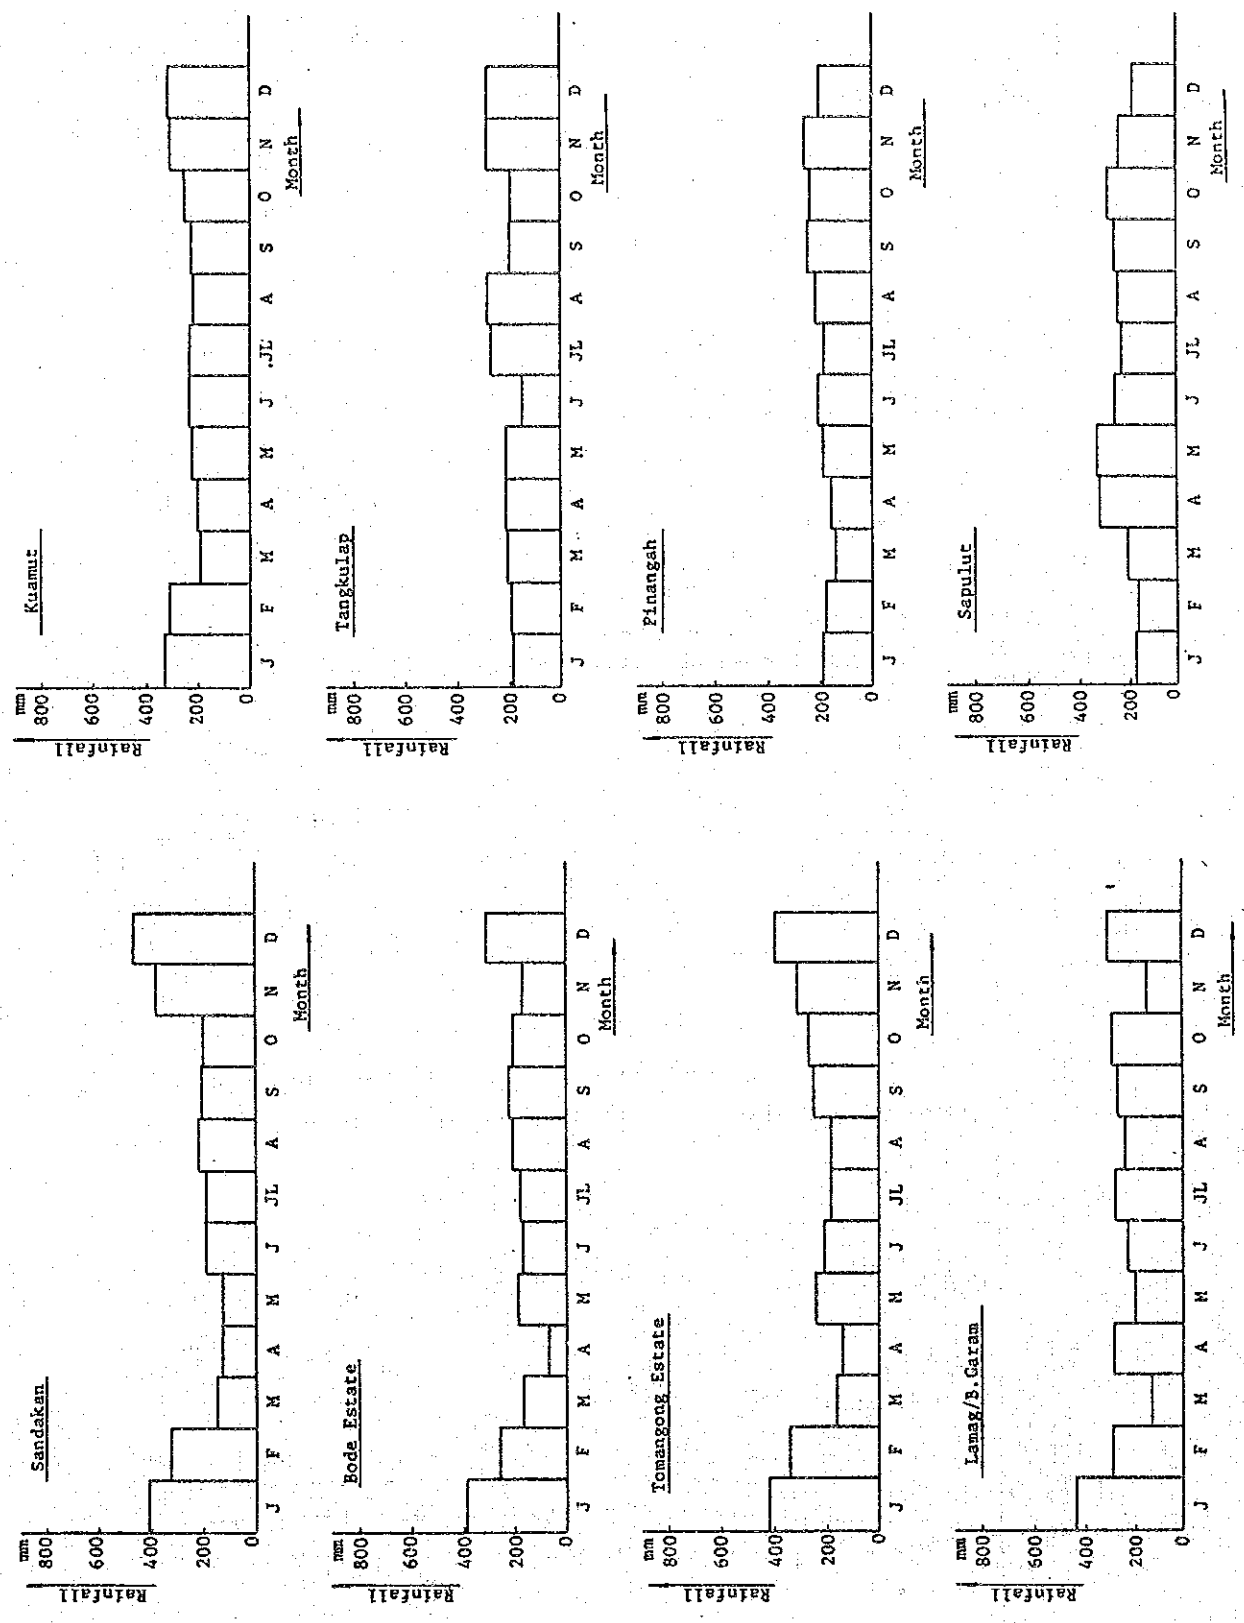 Sandakan
mm
800
600
400
200
0
Rainfall
J F M A M J JL A S O N D
Month
Bode Estate
mm
800
600
400
200
0
Rainfall
J F M A M J JL A S O N D
Month
Tomangong Estate
mm
800
600
400
200
0
Rainfall
J F M A M J JL A S O N D
Month
Lamag/B.Garam
mm
800
600
400
200
0
Rainfall
J F M A M J JL A S O N D
Month
Kuamut
mm
800
600
400
200
0
Rainfall
J F M A M J JL A S O N D
Month
Tangkulap
mm
800
600
400
200
0
Rainfall
J F M A M J JL A S O N D
Month
Pinangah
mm
800
600
400
200
0
Rainfall
J F M A M J JL A S O N D
Month
Sapulut
mm
800
600
400
200
0
Rainfall
J F M A M J JL A S O N D
Month